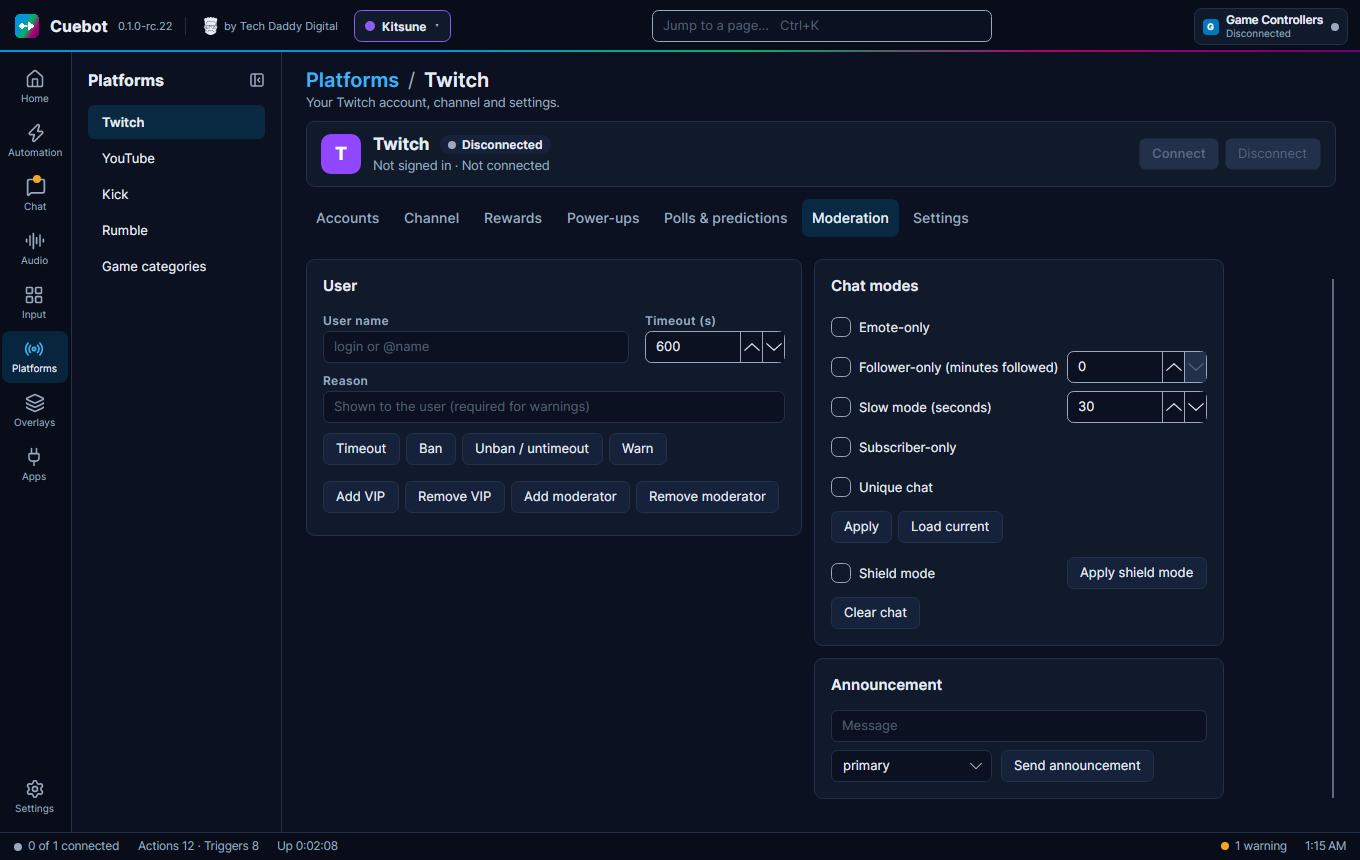 Cuebot 0.1.0-rc.22 by Tech Daddy Digital Kitsune Jump to a page... Ctrl+K G Game Controllers
Disconnected
Home
Automation
Chat
Audio
Input
Platforms
Overlays
Apps
Settings
Platforms
Twitch
YouTube
Kick
Rumble
Game categories
Platforms / Twitch
Your Twitch account, channel and settings.
T Twitch Disconnected
Not signed in · Not connected
Connect Disconnect
Accounts Channel Rewards Power-ups Polls & predictions Moderation Settings
User
User name Timeout (s)
login or @name 600
Reason
Shown to the user (required for warnings)
Timeout Ban Unban / untimeout Warn
Add VIP Remove VIP Add moderator Remove moderator
Chat modes
Emote-only
Follower-only (minutes followed) 0
Slow mode (seconds) 30
Subscriber-only
Unique chat
Apply Load current
Shield mode Apply shield mode
Clear chat
Announcement
Message
primary Send announcement
0 of 1 connected Actions 12 · Triggers 8 Up 0:02:08 1 warning 1:15 AM